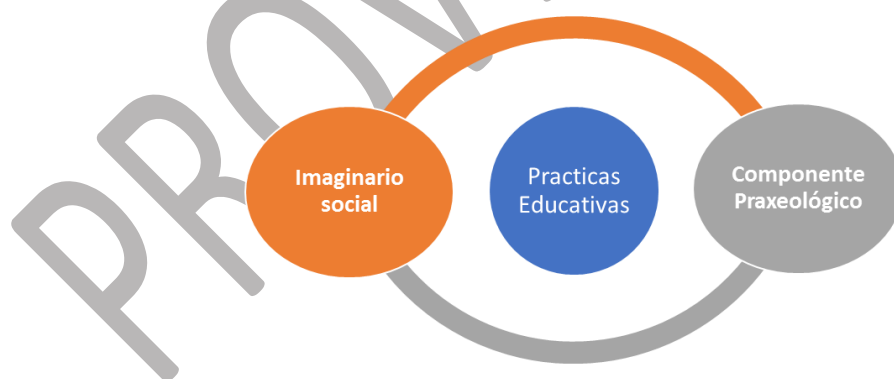 PROV
Imaginario
social
Practicas
Educativas
Componente
Praxeológico